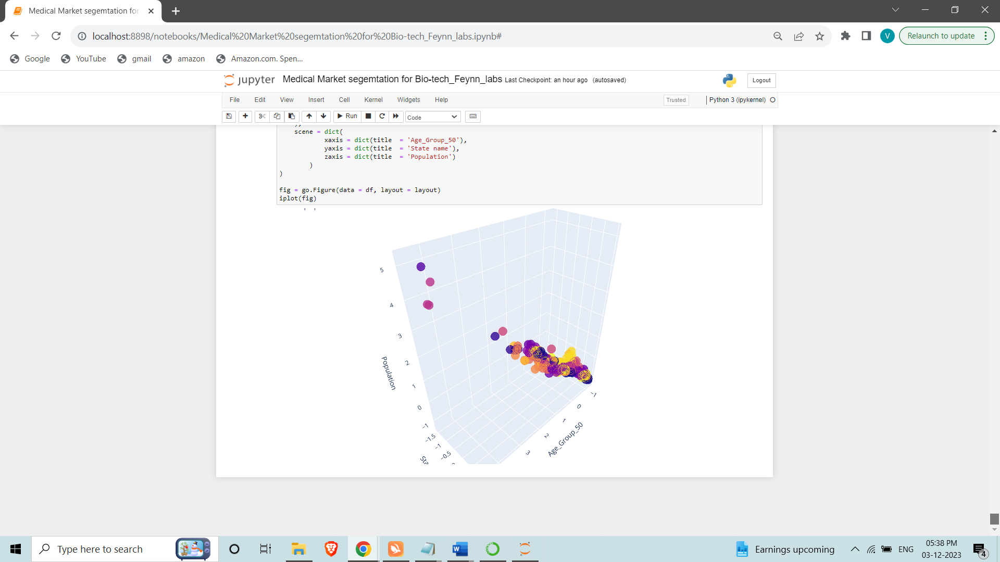 Medical Market segemtation for
localhost:8898/notebooks/Medical%20Market%20segemtation%20for%20Bio-tech_Feynn_labs.ipynb#
V
Relaunch to update
Google YouTube gmail amazon Amazon.com. Spen...
jupyter Medical Market segemtation for Bio-tech_Feynn_labs Last Checkpoint: an hour ago (autosaved)
Logout
File Edit View Insert Cell Kernel Widgets Help
Trusted Python 3 (ipykernel)
Run Code
),
scene = dict(
xaxis = dict(title  = 'Age_Group_50'),
yaxis = dict(title  = 'State name'),
zaxis = dict(title  = 'Population')
)
)
fig = go.Figure(data = df, layout = layout)
iplot(fig)
5
4
3
2
1
0
−1
Population
−1.5
−1
−0.5
−1
0
1
2
3
Age_Group_50
Type here to search
W
Earnings upcoming
ENG
05:38 PM
03-12-2023
4